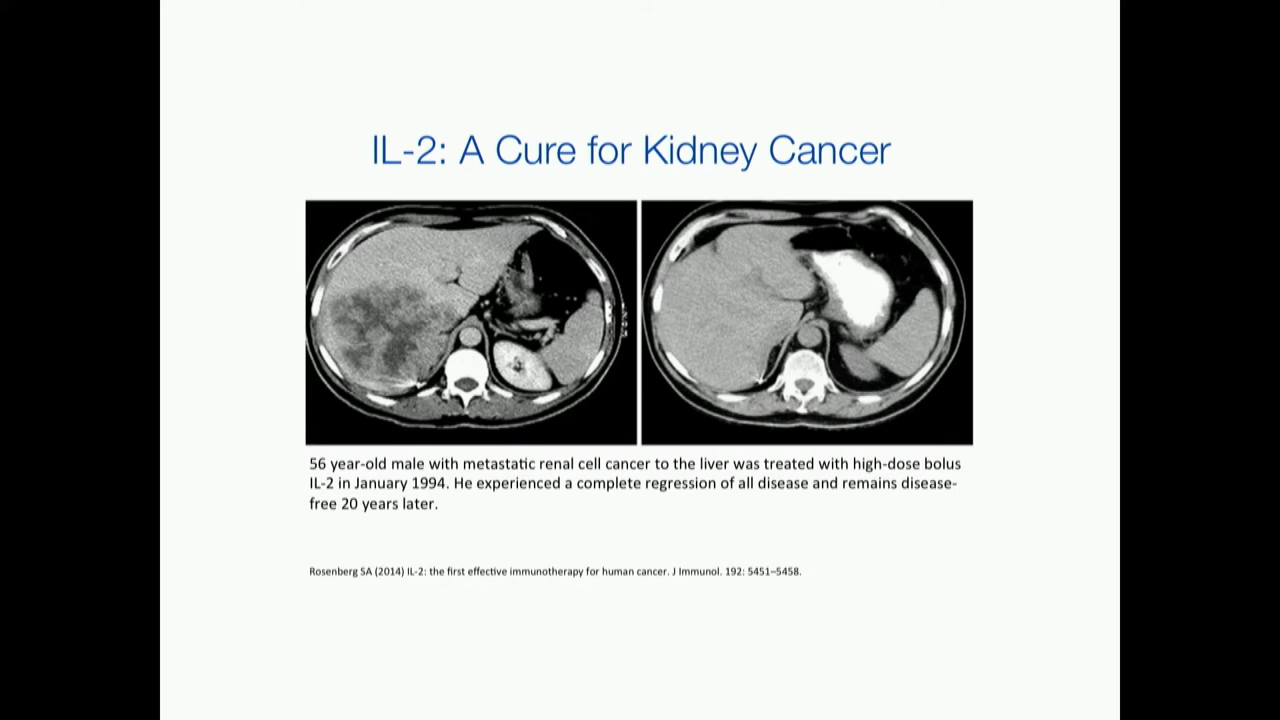 IL-2: A Cure for Kidney Cancer
56 year-old male with metastatic renal cell cancer to the liver was treated with high-dose bolus
IL-2 in January 1994. He experienced a complete regression of all disease and remains disease-
free 20 years later.
Rosenberg SA (2014) IL-2: the first effective immunotherapy for human cancer. J Immunol. 192: 5451–5458.